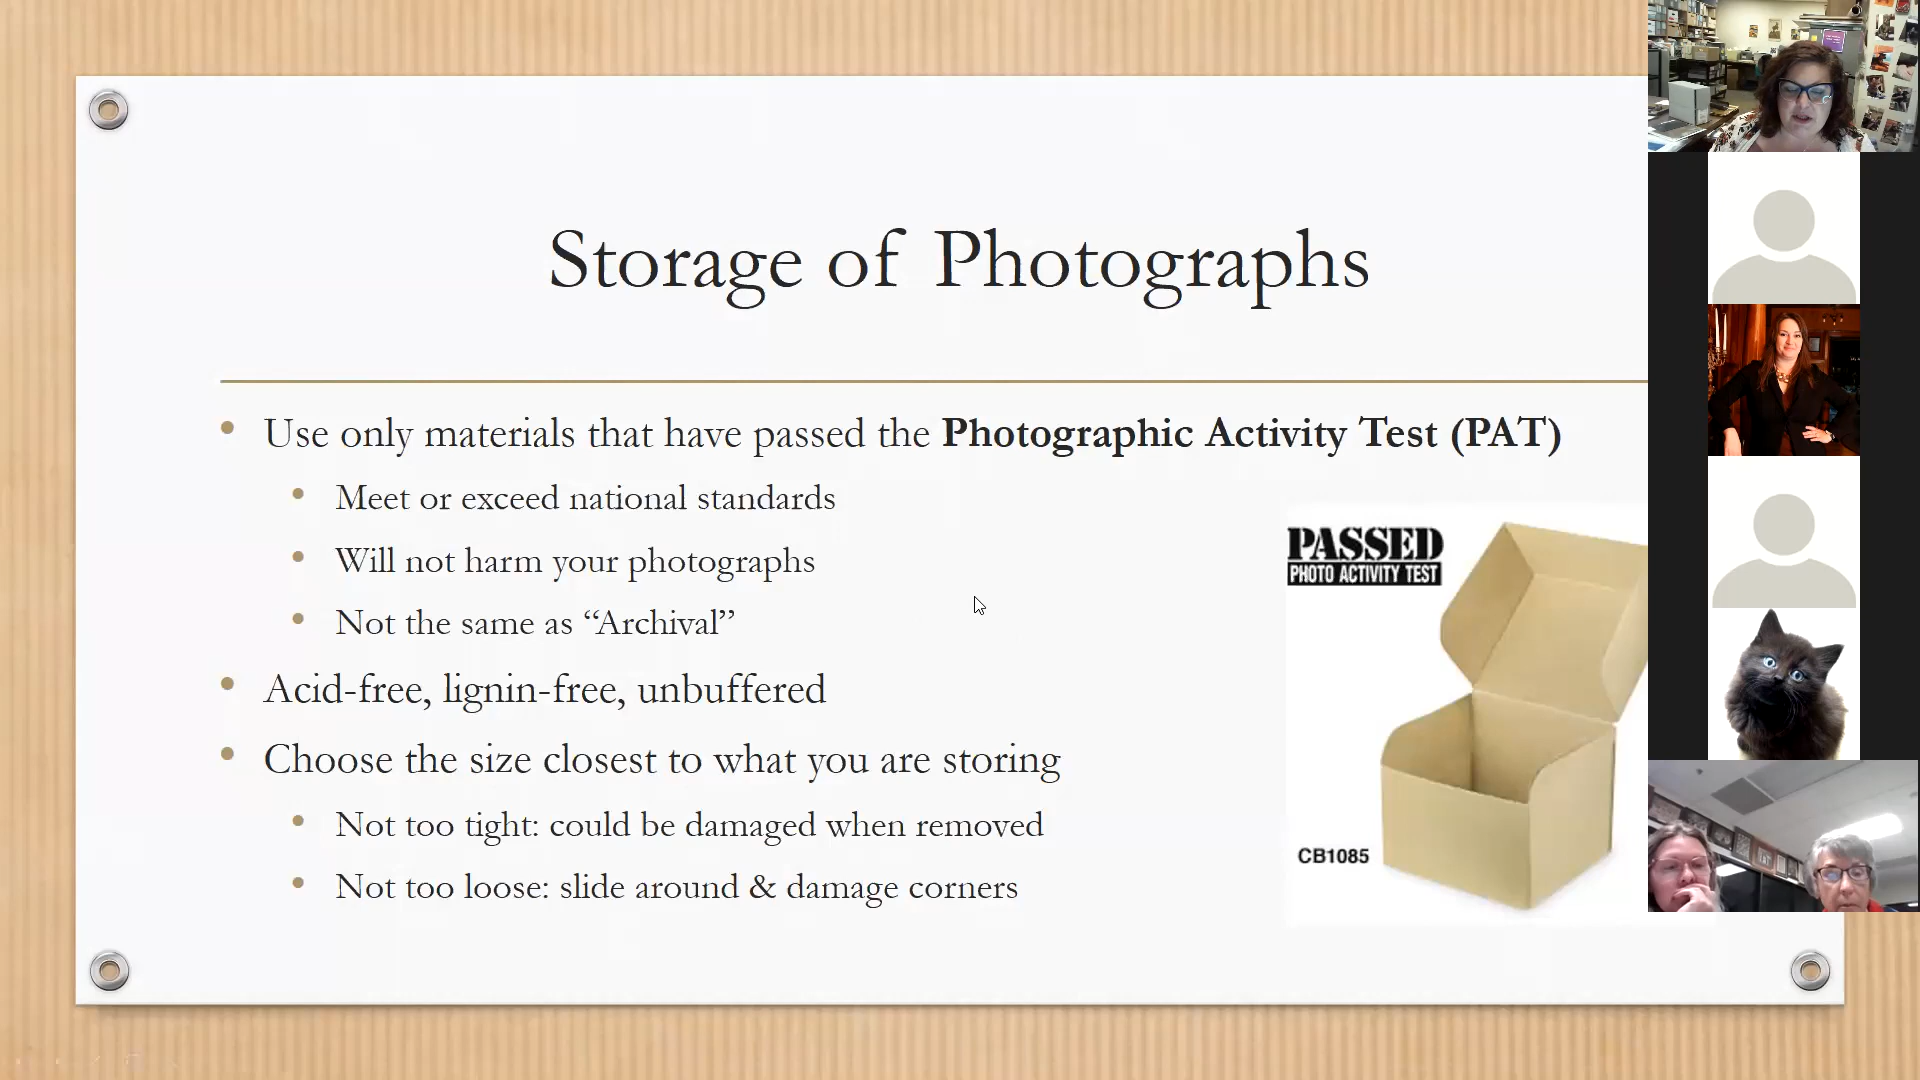 Storage of Photographs
Use only materials that have passed the Photographic Activity Test (PAT)
Meet or exceed national standards
Will not harm your photographs
Not the same as “Archival”
Acid-free, lignin-free, unbuffered
Choose the size closest to what you are storing
Not too tight: could be damaged when removed
Not too loose: slide around & damage corners
PASSED
PHOTO ACTIVITY TEST
CB1085